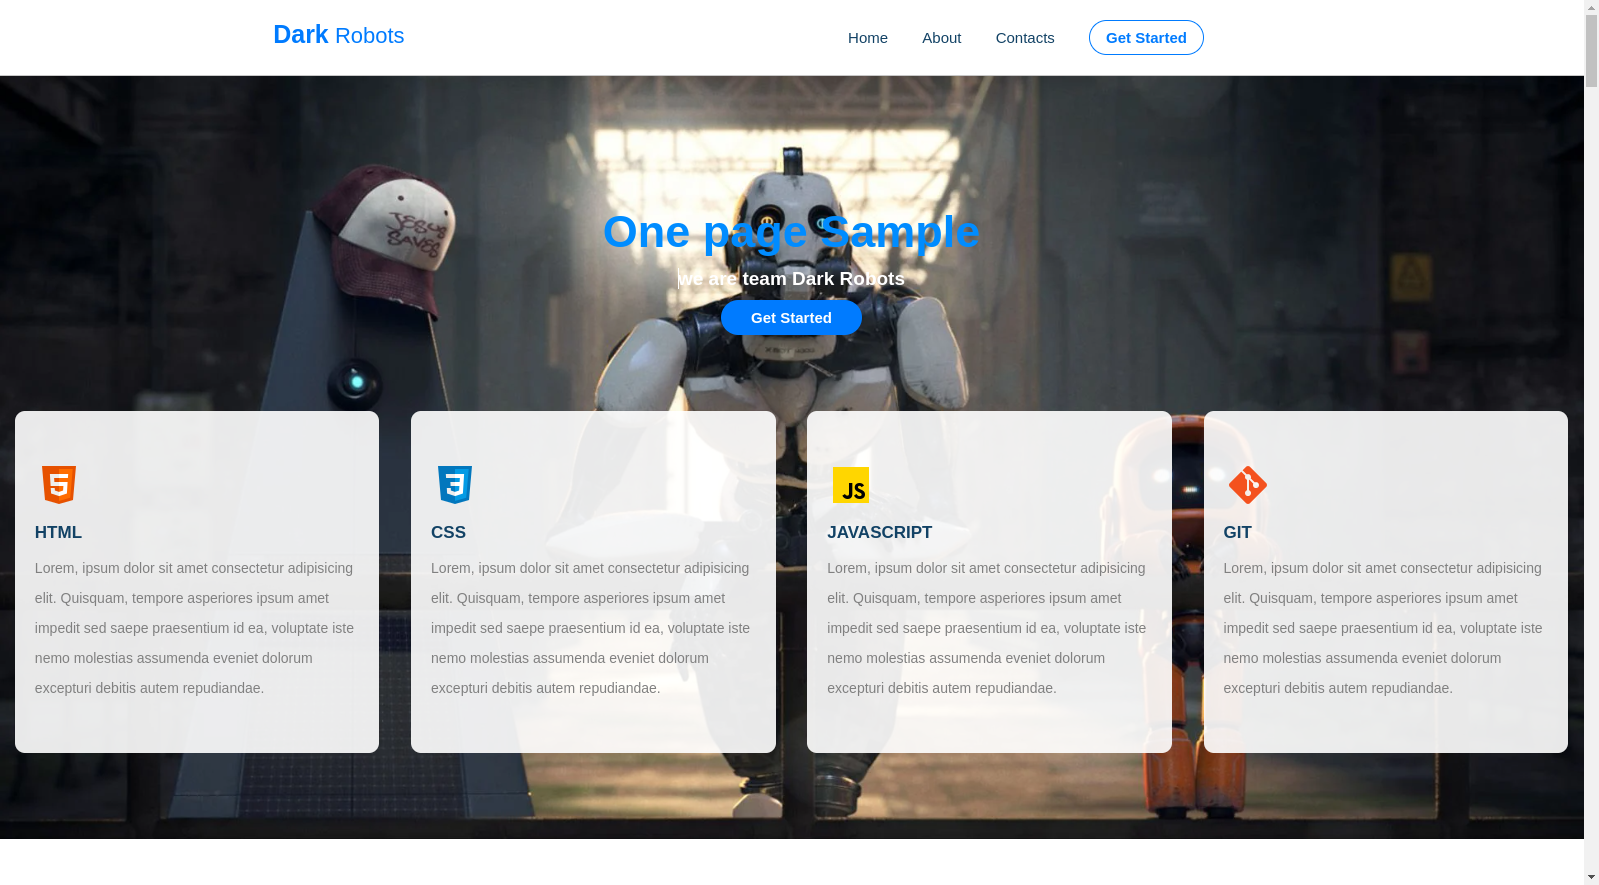 Dark Robots
Home
About
Contacts
Get Started
JESUS
SAVES
One page Sample
we are team Dark Robots
Get Started
HTML
Lorem, ipsum dolor sit amet consectetur adipisicing
elit. Quisquam, tempore asperiores ipsum amet
impedit sed saepe praesentium id ea, voluptate iste
nemo molestias assumenda eveniet dolorum
excepturi debitis autem repudiandae.
CSS
Lorem, ipsum dolor sit amet consectetur adipisicing
elit. Quisquam, tempore asperiores ipsum amet
impedit sed saepe praesentium id ea, voluptate iste
nemo molestias assumenda eveniet dolorum
excepturi debitis autem repudiandae.
JS
JAVASCRIPT
Lorem, ipsum dolor sit amet consectetur adipisicing
elit. Quisquam, tempore asperiores ipsum amet
impedit sed saepe praesentium id ea, voluptate iste
nemo molestias assumenda eveniet dolorum
excepturi debitis autem repudiandae.
GIT
Lorem, ipsum dolor sit amet consectetur adipisicing
elit. Quisquam, tempore asperiores ipsum amet
impedit sed saepe praesentium id ea, voluptate iste
nemo molestias assumenda eveniet dolorum
excepturi debitis autem repudiandae.